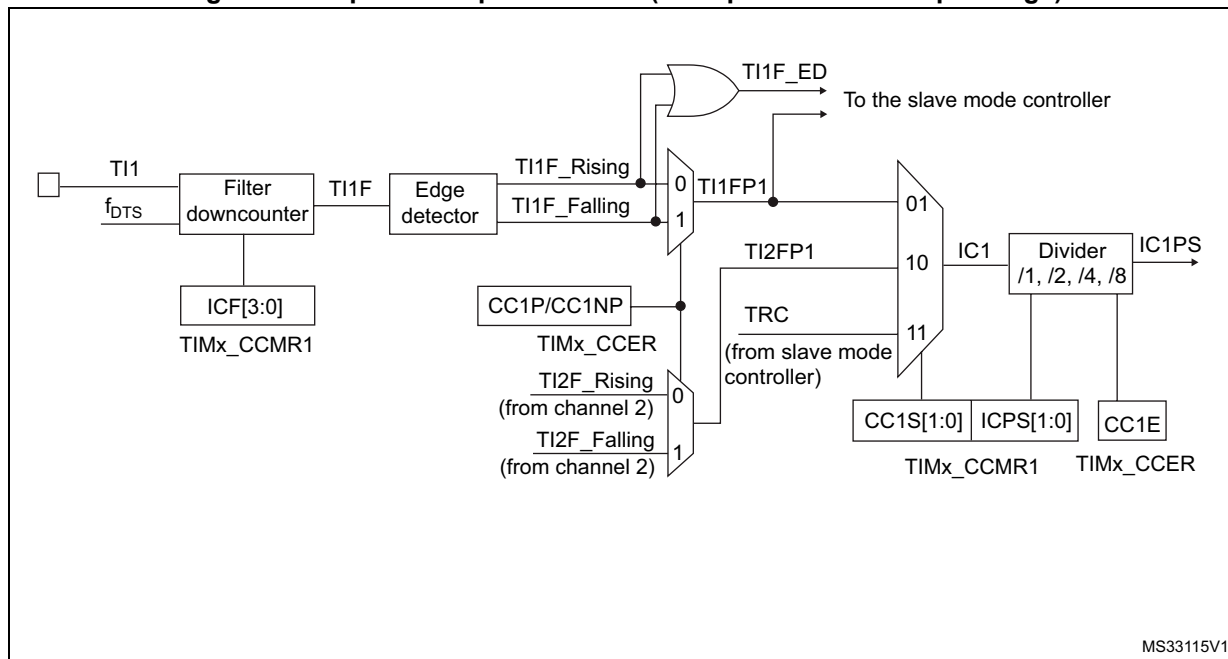 TI1F_ED
To the slave mode controller
TI1
f_DTS
Filter
downcounter
TI1F
Edge
detector
TI1F_Rising
TI1F_Falling
0
1
TI1FP1
01
TI2FP1
10
IC1
Divider
/1, /2, /4, /8
IC1PS
ICF[3:0]
TIMx_CCMR1
CC1P/CC1NP
TIMx_CCER
TRC
11
(from slave mode
controller)
TI2F_Rising
(from channel 2)
0
TI2F_Falling
(from channel 2)
1
CC1S[1:0]
ICPS[1:0]
CC1E
TIMx_CCMR1
TIMx_CCER
MS33115V1